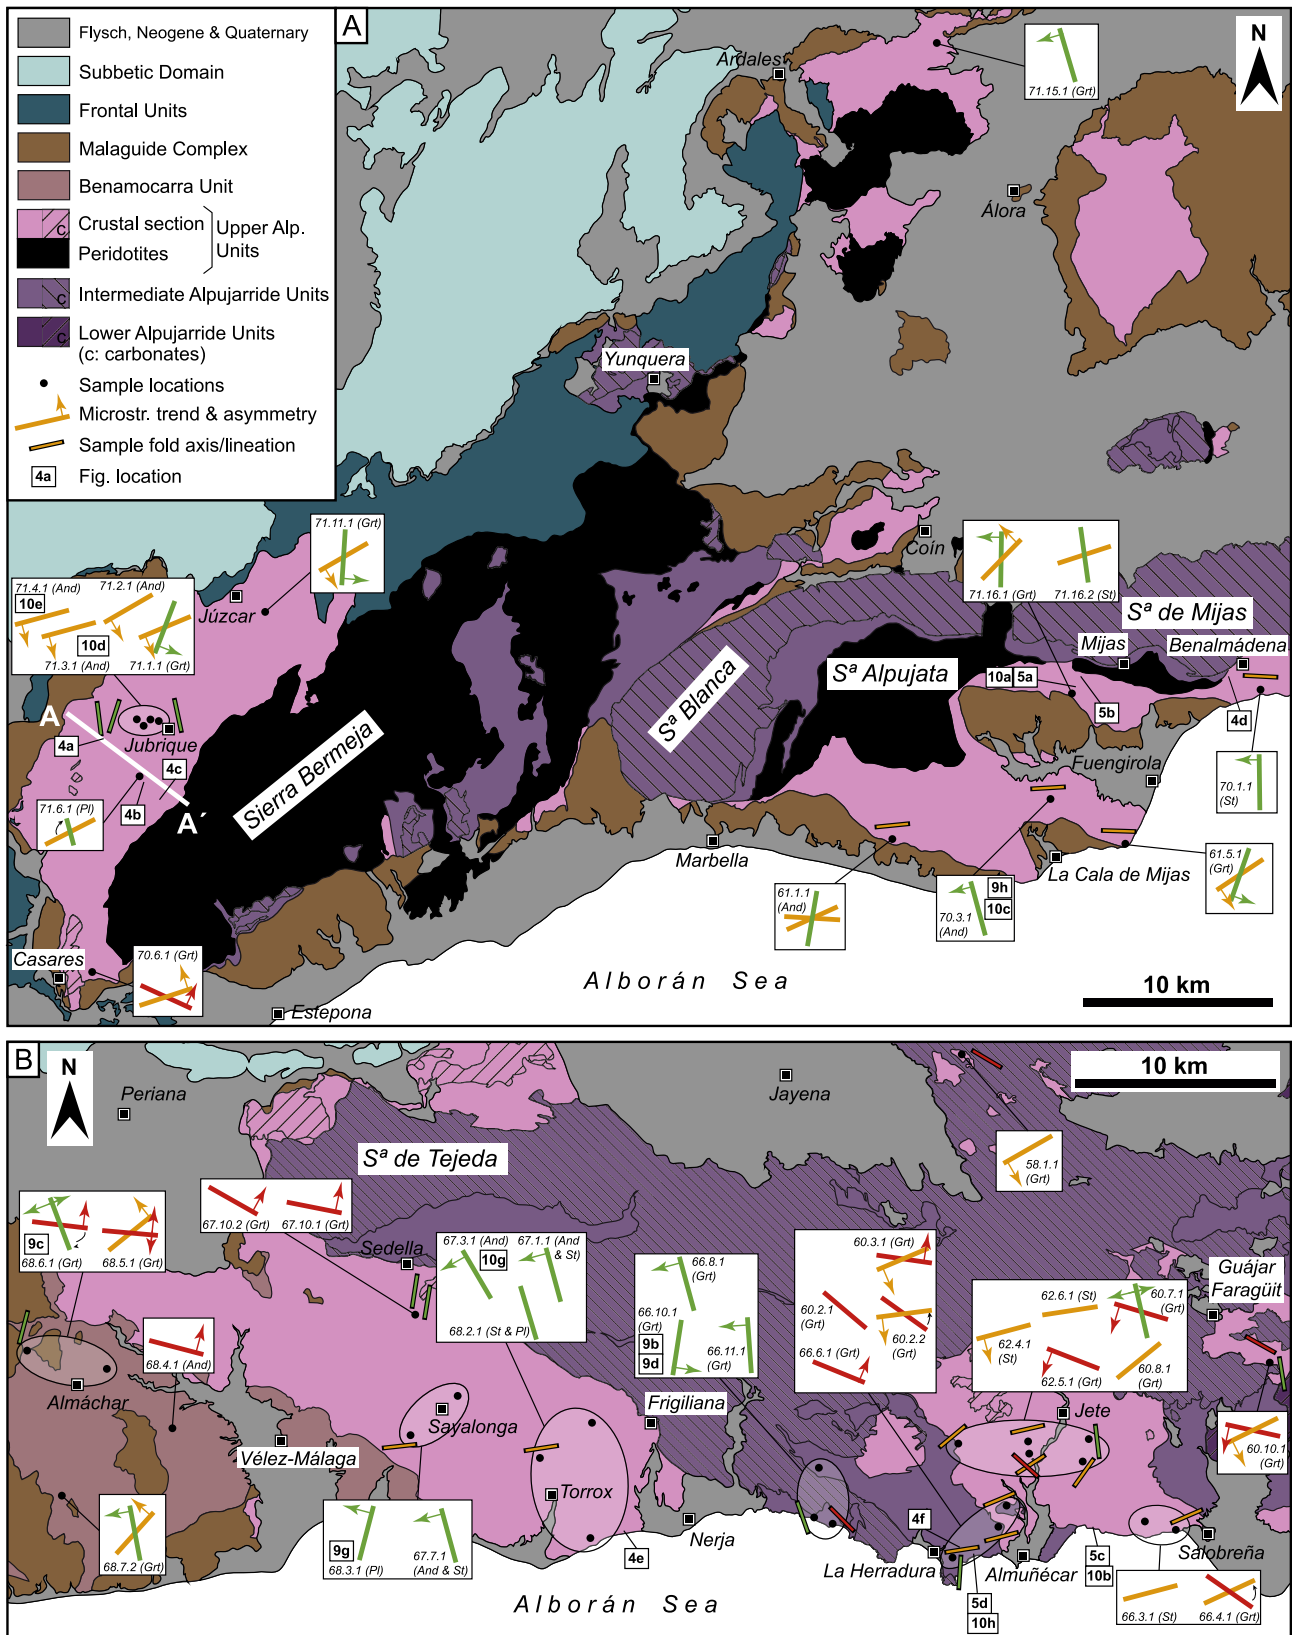 A
Flysch, Neogene & Quaternary
Subbetic Domain
Frontal Units
Malaguide Complex
Benamocarra Unit
c
Crustal section
Peridotites
Upper Alp.
Units
c
Intermediate Alpujarride Units
c
Lower Alpujarride Units
(c: carbonates)
Sample locations
Microstr. trend & asymmetry
Sample fold axis/lineation
4a
Fig. location
N
Ardales
71.15.1 (Grt)
Álora
Yunquera
Coín
71.11.1 (Grt)
Júzcar
71.4.1 (And)
71.2.1 (And)
10e
10d
71.3.1 (And)
71.1.1 (Grt)
71.16.1 (Grt)
71.16.2 (St)
Sª de Mijas
Mijas
Benalmádena
Sª Alpujata
10a
5a
5b
4d
Sª Blanca
Sierra Bermeja
A
A´
4a
Jubrique
4c
4b
71.6.1 (Pl)
Fuengirola
70.1.1
(St)
Marbella
La Cala de Mijas
61.1.1
(And)
9h
10c
70.3.1
(And)
61.5.1
(Grt)
Casares
70.6.1 (Grt)
Estepona
Alborán Sea
10 km
B
N
10 km
Periana
Jayena
Sª de Tejeda
58.1.1
(Grt)
67.10.2 (Grt)
67.10.1 (Grt)
9c
68.6.1 (Grt)
68.5.1 (Grt)
Sedella
67.3.1 (And)
10g
67.1.1 (And
& St)
68.2.1 (St & Pl)
66.8.1
(Grt)
66.10.1
(Grt)
9b
9d
66.11.1
(Grt)
60.3.1 (Grt)
60.2.1
(Grt)
60.2.2
(Grt)
66.6.1 (Grt)
62.6.1 (St)
60.7.1
(Grt)
62.4.1
(St)
62.5.1 (Grt)
60.8.1
(Grt)
Guájar
Faragüit
60.10.1
(Grt)
68.4.1 (And)
Almáchar
Vélez-Málaga
Sayalonga
Frigiliana
Jete
Torrox
Nerja
68.7.2 (Grt)
9g
68.3.1 (Pl)
67.7.1
(And & St)
4e
4f
La Herradura
Almuñécar
5d
10h
5c
10b
Salobreña
66.3.1 (St)
66.4.1 (Grt)
Alborán Sea